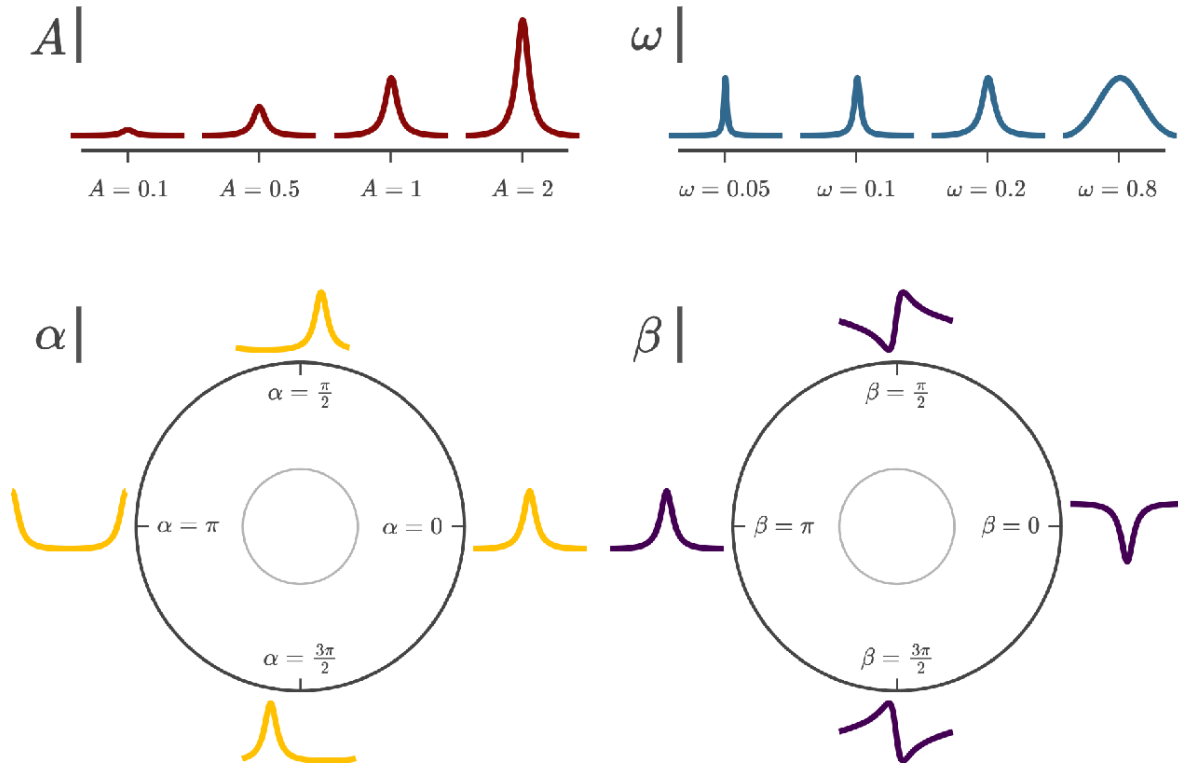 A|
A = 0.1 A = 0.5 A = 1 A = 2
ω|
ω = 0.05 ω = 0.1 ω = 0.2 ω = 0.8
α|
α = π/2
α = π α = 0
α = 3π/2
β|
β = π/2
β = π β = 0
β = 3π/2